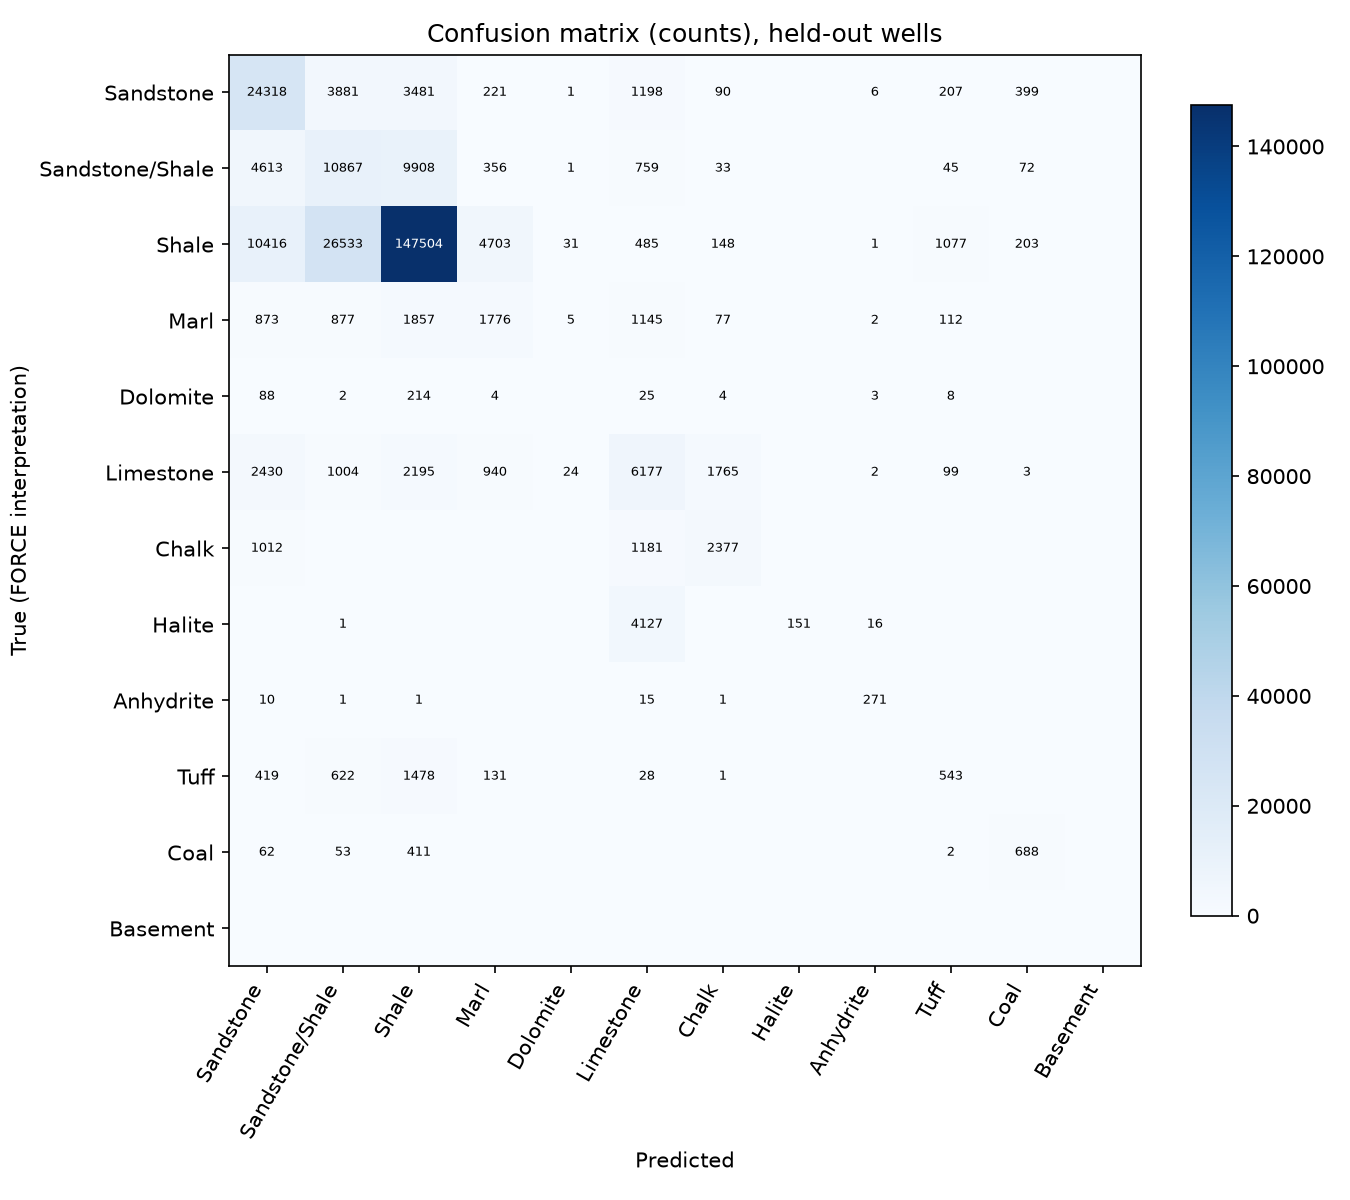 Confusion matrix (counts), held-out wells
True (FORCE interpretation)
Sandstone 24318 3881 3481 221 1 1198 90 6 207 399
Sandstone/Shale 4613 10867 9908 356 1 759 33 45 72
Shale 10416 26533 147504 4703 31 485 148 1 1077 203
Marl 873 877 1857 1776 5 1145 77 2 112
Dolomite 88 2 214 4 25 4 3 8
Limestone 2430 1004 2195 940 24 6177 1765 2 99 3
Chalk 1012 1181 2377
Halite 1 4127 151 16
Anhydrite 10 1 1 15 1 271
Tuff 419 622 1478 131 28 1 543
Coal 62 53 411 2 688
Basement
Sandstone Sandstone/Shale Shale Marl Dolomite Limestone Chalk Halite Anhydrite Tuff Coal Basement
Predicted
140000
120000
100000
80000
60000
40000
20000
0